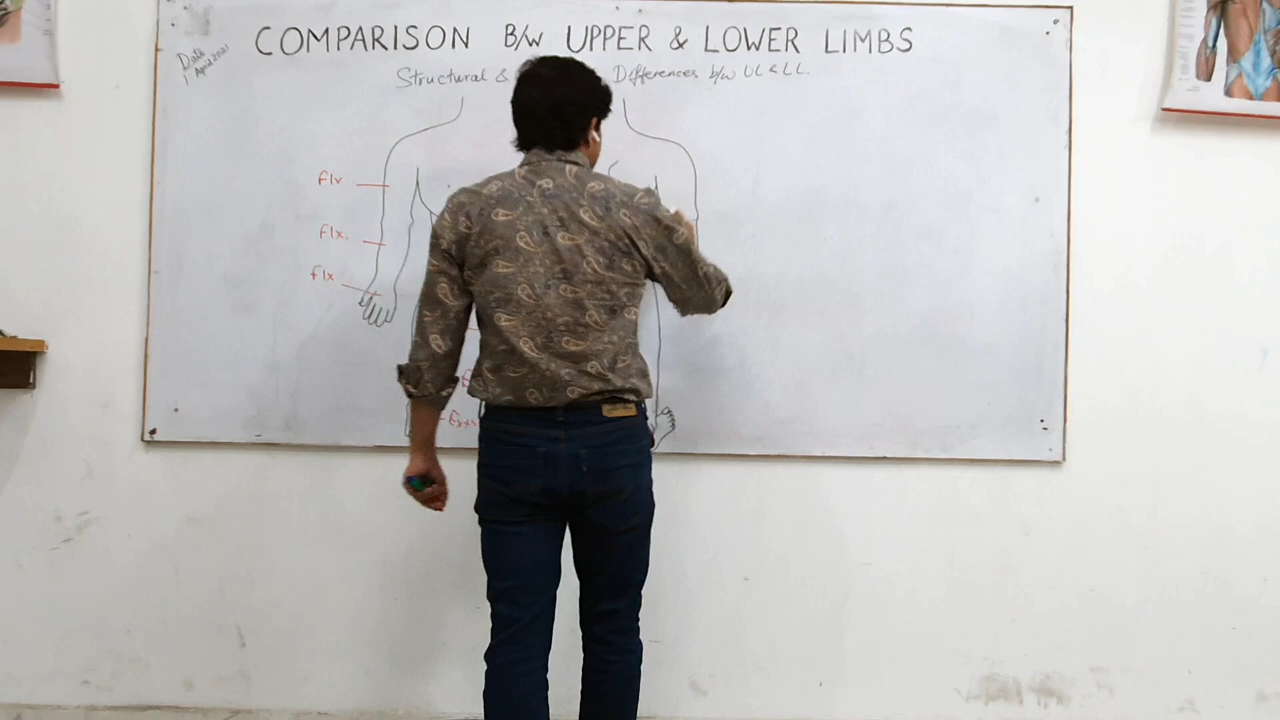 COMPARISON B/w UPPER & LOWER LIMBS
Date
1 April 2021
Structural & Differences b/w UL & LL.
flx
flx.
flx